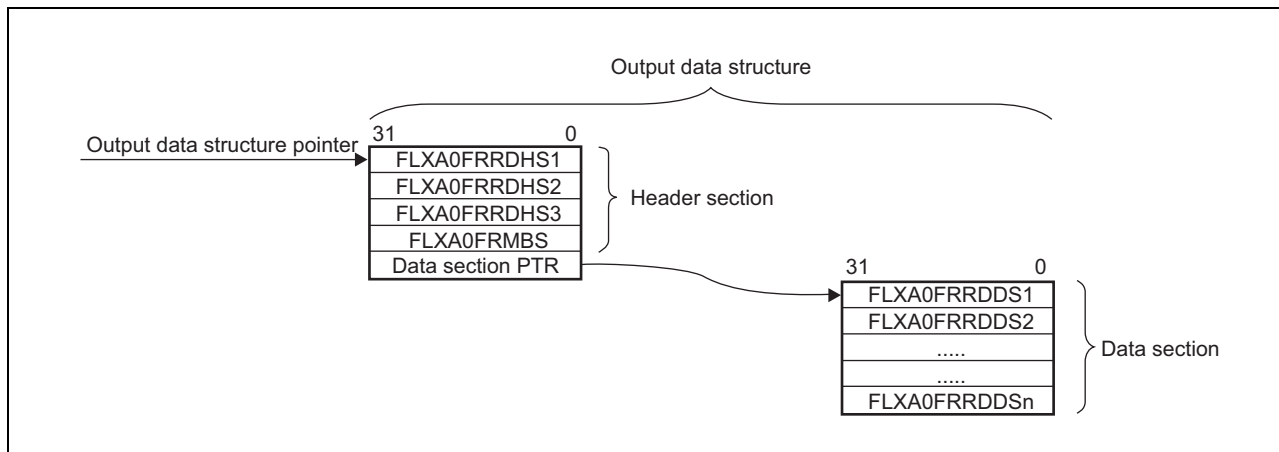 Output data structure
Output data structure pointer
31 0
FLXA0FRRDHS1
FLXA0FRRDHS2
FLXA0FRRDHS3
FLXA0FRMBS
Data section PTR
Header section
31 0
FLXA0FRRDDS1
FLXA0FRRDDS2
.....
.....
FLXA0FRRDDSn
Data section